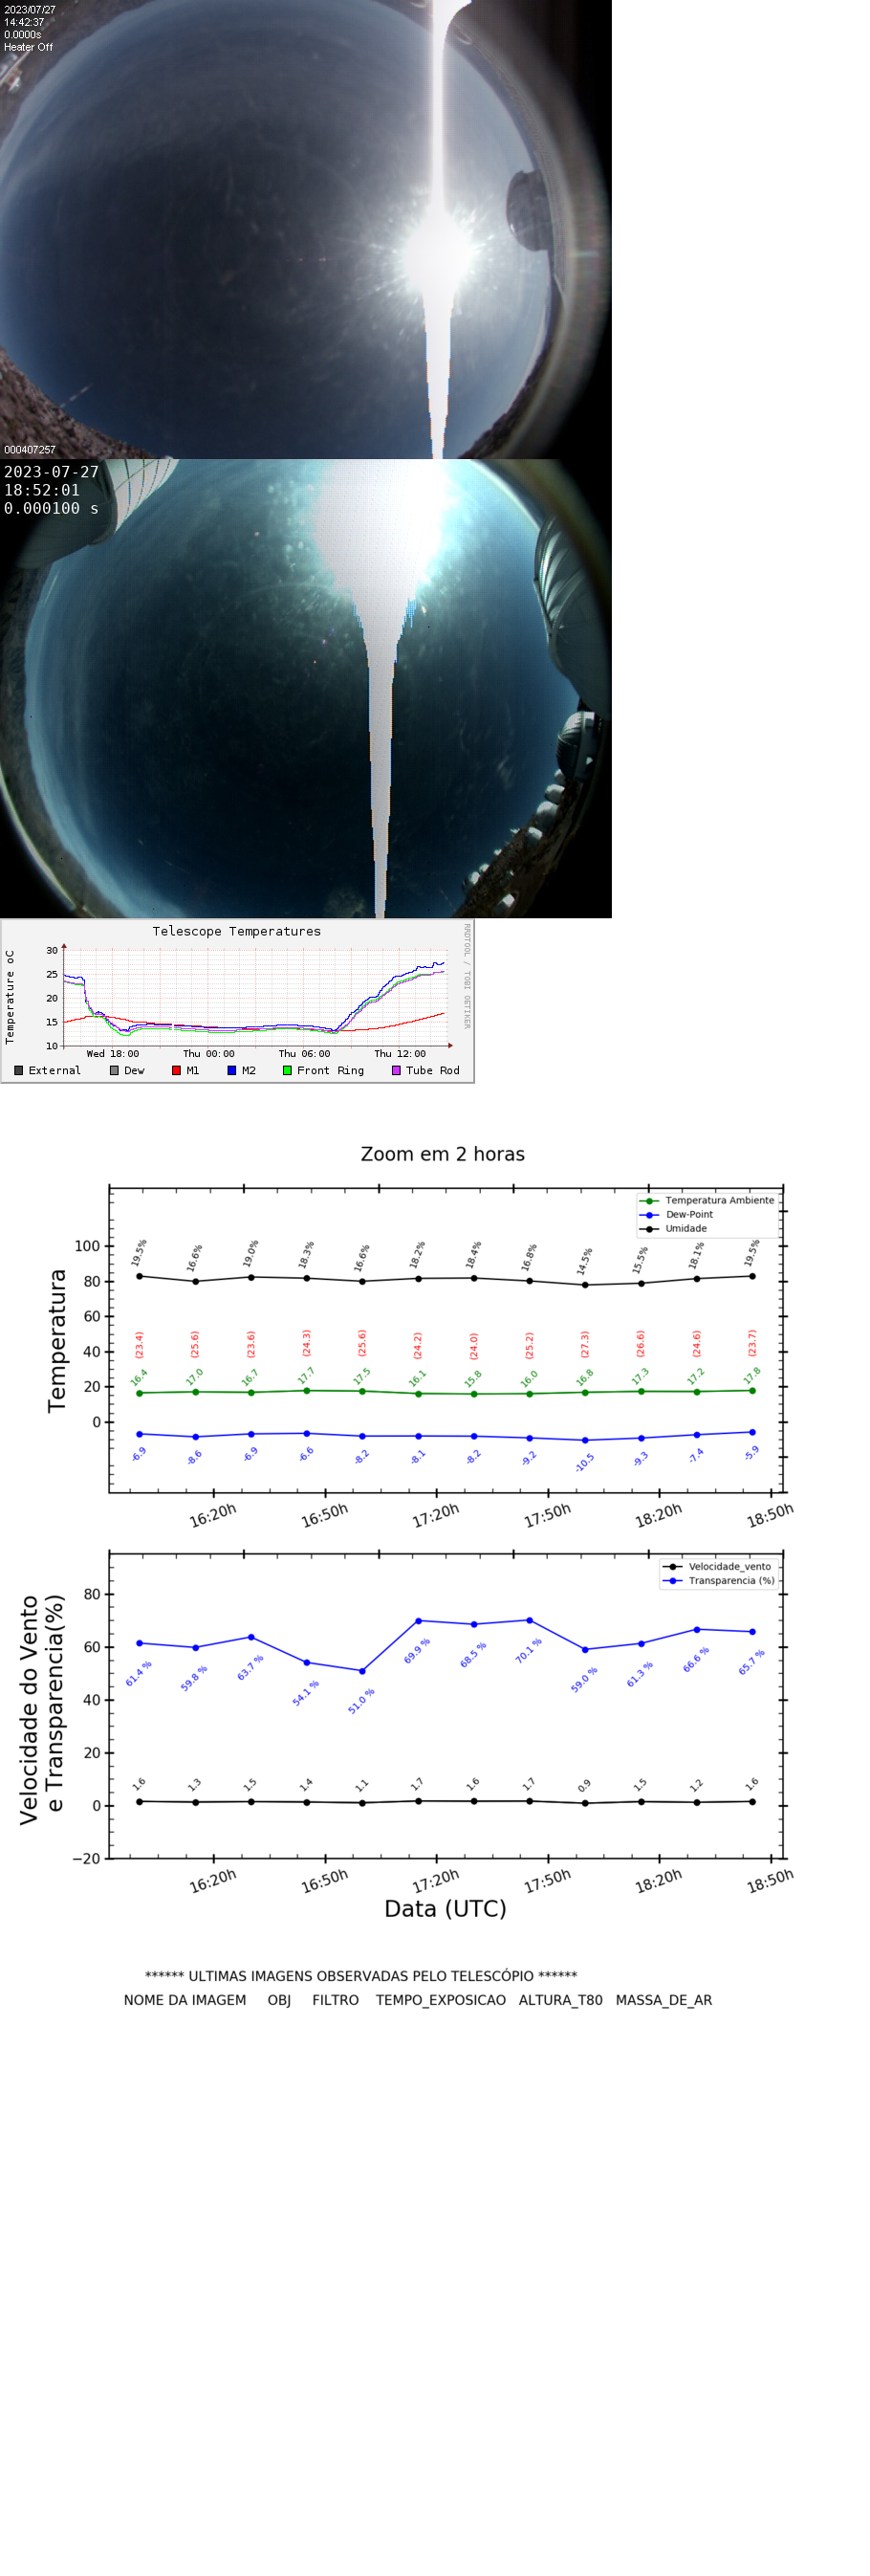 2023/07/27
14:42:37
0.0000s
Heater Off
000407257
2023-07-27
18:52:01
0.000100 s
Telescope Temperatures
RRDTOOL / TOBI OETIKER
Temperature oC
30
25
20
15
10
Wed 18:00 Thu 00:00 Thu 06:00 Thu 12:00
External Dew M1 M2 Front Ring Tube Rod
Zoom em 2 horas
Temperatura Ambiente
Dew-Point
Umidade
Temperatura
100
80
60
40
20
0
19.5% 16.6% 19.0% 18.3% 16.6% 18.2% 18.4% 16.8% 14.5% 15.5% 18.1% 19.5%
(23.4) (25.6) (23.6) (24.3) (25.6) (24.2) (24.0) (25.2) (27.3) (26.6) (24.6) (23.7)
16.4 17.0 16.7 17.7 17.5 16.1 15.8 16.0 16.8 17.3 17.2 17.8
-6.9 -8.6 -6.9 -6.6 -8.2 -8.1 -8.2 -9.2 -10.5 -9.3 -7.4 -5.9
16:20h 16:50h 17:20h 17:50h 18:20h 18:50h
Velocidade_vento
Transparencia (%)
Velocidade do Vento
e Transparencia(%)
80
60
40
20
0
−20
61.4 % 59.8 % 63.7 % 54.1 % 51.0 % 69.9 % 68.5 % 70.1 % 59.0 % 61.3 % 66.6 % 65.7 %
1.6 1.3 1.5 1.4 1.1 1.7 1.6 1.7 0.9 1.5 1.2 1.6
16:20h 16:50h 17:20h 17:50h 18:20h 18:50h
Data (UTC)
****** ULTIMAS IMAGENS OBSERVADAS PELO TELESCÓPIO ******
NOME DA IMAGEM OBJ FILTRO TEMPO_EXPOSICAO ALTURA_T80 MASSA_DE_AR